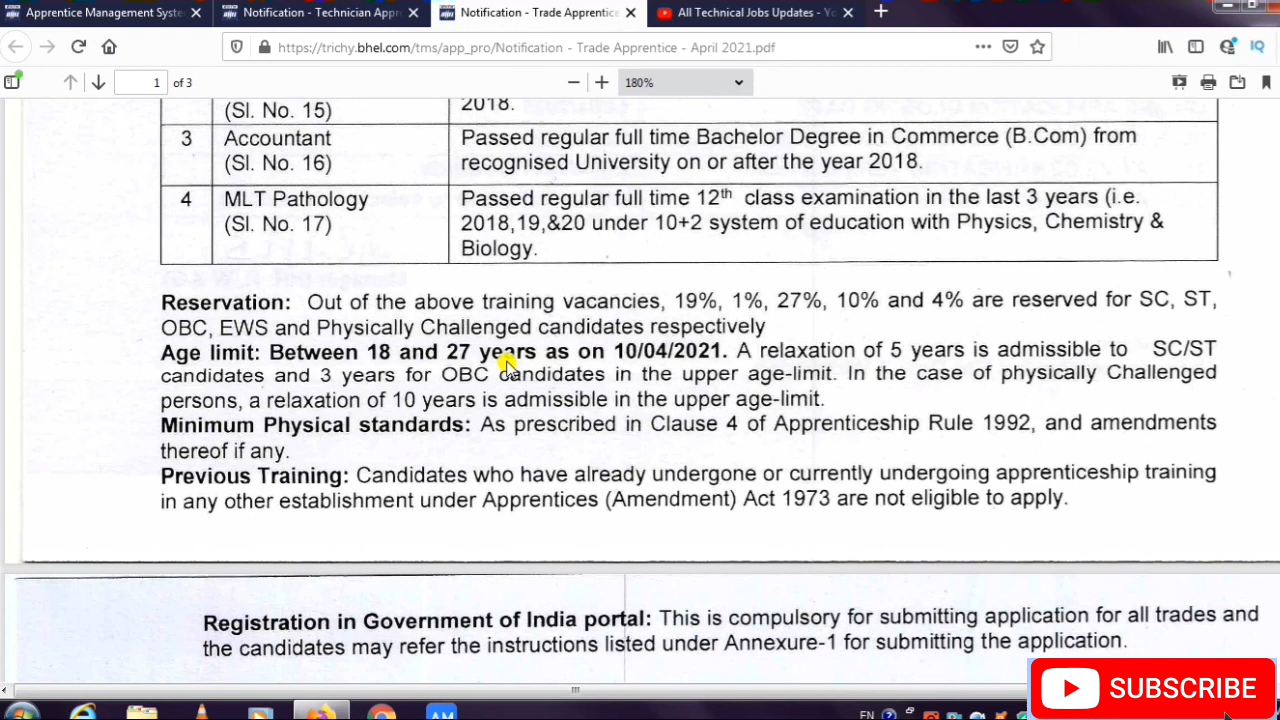 Apprentice Management Syste
Notification - Technician Appr
Notification - Trade Apprentice
All Technical Jobs Updates - Yo
https://trichy.bhel.com/tms/app_pro/Notification - Trade Apprentice - April 2021.pdf
1 of 3
180%
(Sl. No. 15)
2018.
3
Accountant
Passed regular full time Bachelor Degree in Commerce (B.Com) from
(Sl. No. 16)
recognised University on or after the year 2018.
4
MLT Pathology
Passed regular full time 12th class examination in the last 3 years (i.e.
(Sl. No. 17)
2018,19,&20 under 10+2 system of education with Physics, Chemistry &
Biology.
Reservation: Out of the above training vacancies, 19%, 1%, 27%, 10% and 4% are reserved for SC, ST,
OBC, EWS and Physically Challenged candidates respectively
Age limit: Between 18 and 27 years as on 10/04/2021. A relaxation of 5 years is admissible to SC/ST
candidates and 3 years for OBC candidates in the upper age-limit. In the case of physically Challenged
persons, a relaxation of 10 years is admissible in the upper age-limit.
Minimum Physical standards: As prescribed in Clause 4 of Apprenticeship Rule 1992, and amendments
thereof if any.
Previous Training: Candidates who have already undergone or currently undergoing apprenticeship training
in any other establishment under Apprentices (Amendment) Act 1973 are not eligible to apply.
Registration in Government of India portal: This is compulsory for submitting application for all trades and
the candidates may refer the instructions listed under Annexure-1 for submitting the application.
SUBSCRIBE
AM
EN